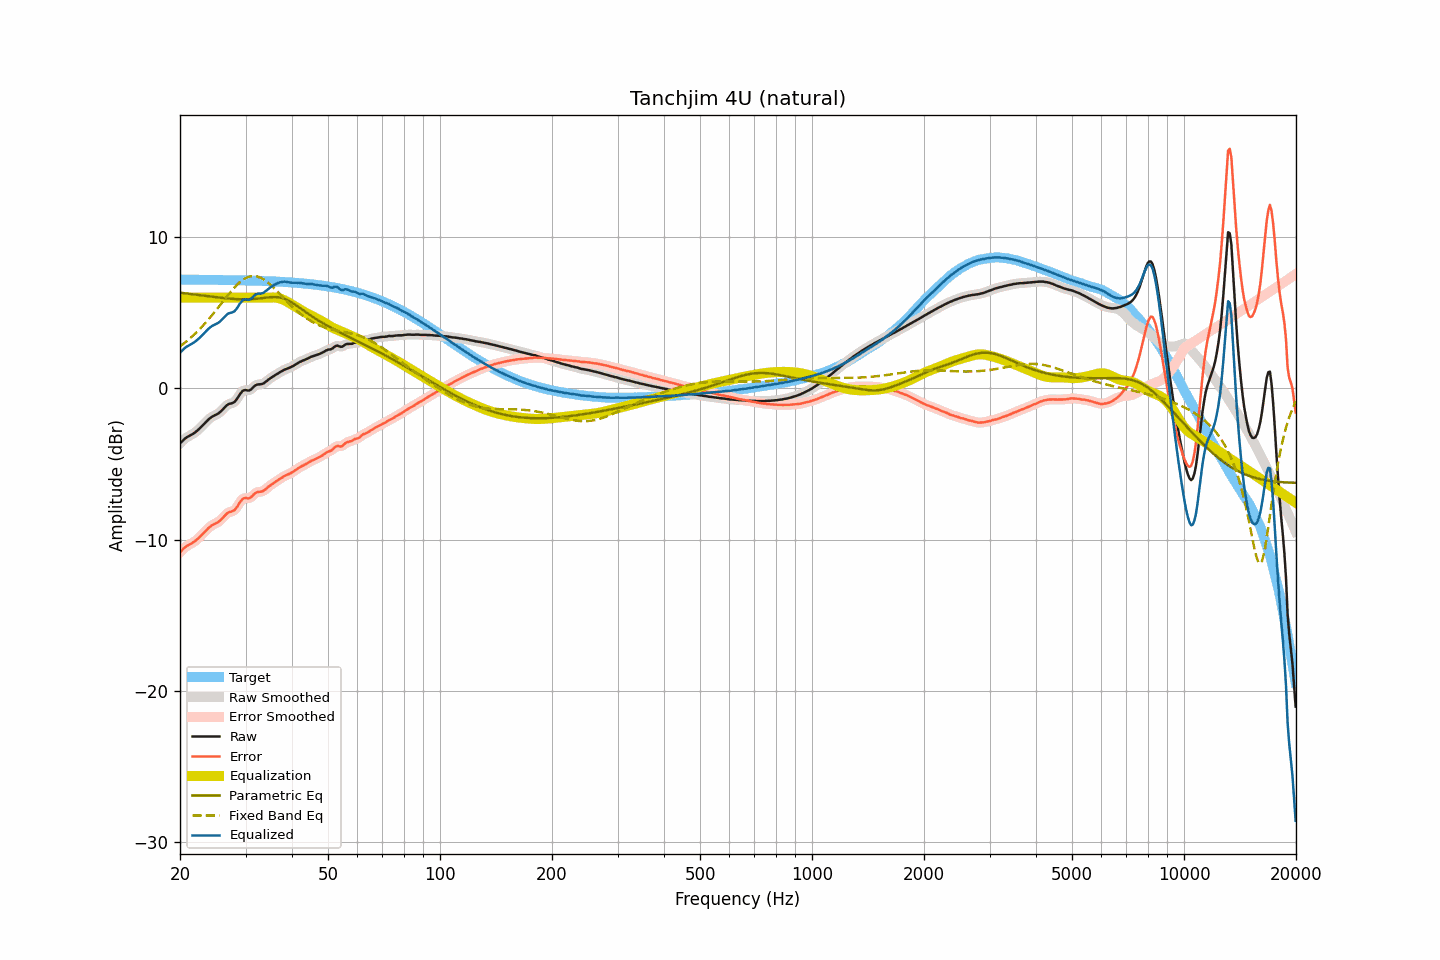 Tanchjim 4U (natural)
Amplitude (dBr)
10
0
−10
−20
−30
Target
Raw Smoothed
Error Smoothed
Raw
Error
Equalization
Parametric Eq
Fixed Band Eq
Equalized
20 50 100 200 500 1000 2000 5000 10000 20000
Frequency (Hz)